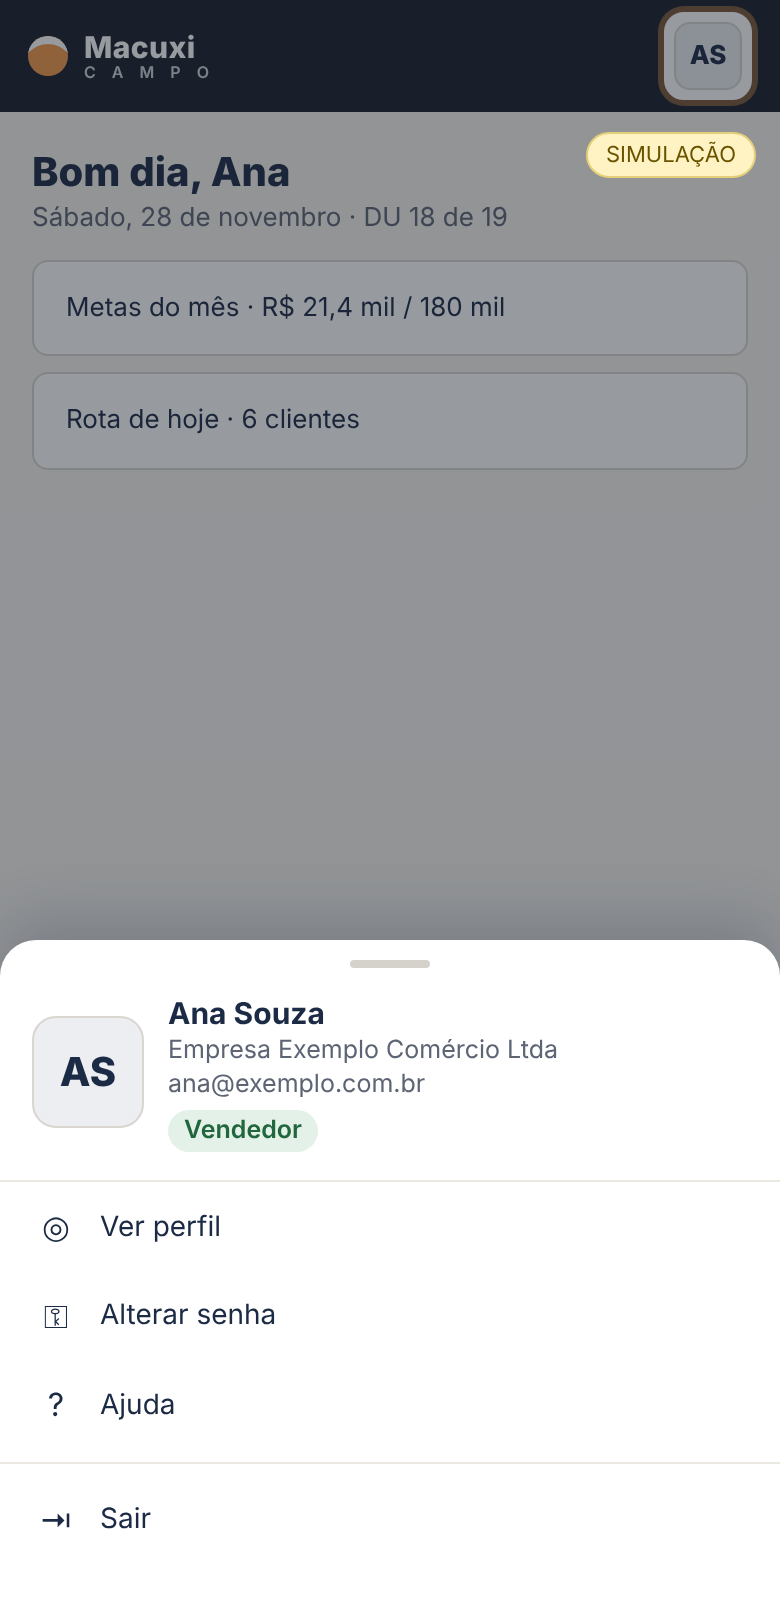 Macuxi
CAMPO
AS
SIMULAÇÃO
Bom dia, Ana
Sábado, 28 de novembro · DU 18 de 19
Metas do mês · R$ 21,4 mil / 180 mil
Rota de hoje · 6 clientes
AS
Ana Souza
Empresa Exemplo Comércio Ltda
ana@exemplo.com.br
Vendedor
Ver perfil
Alterar senha
? Ajuda
Sair